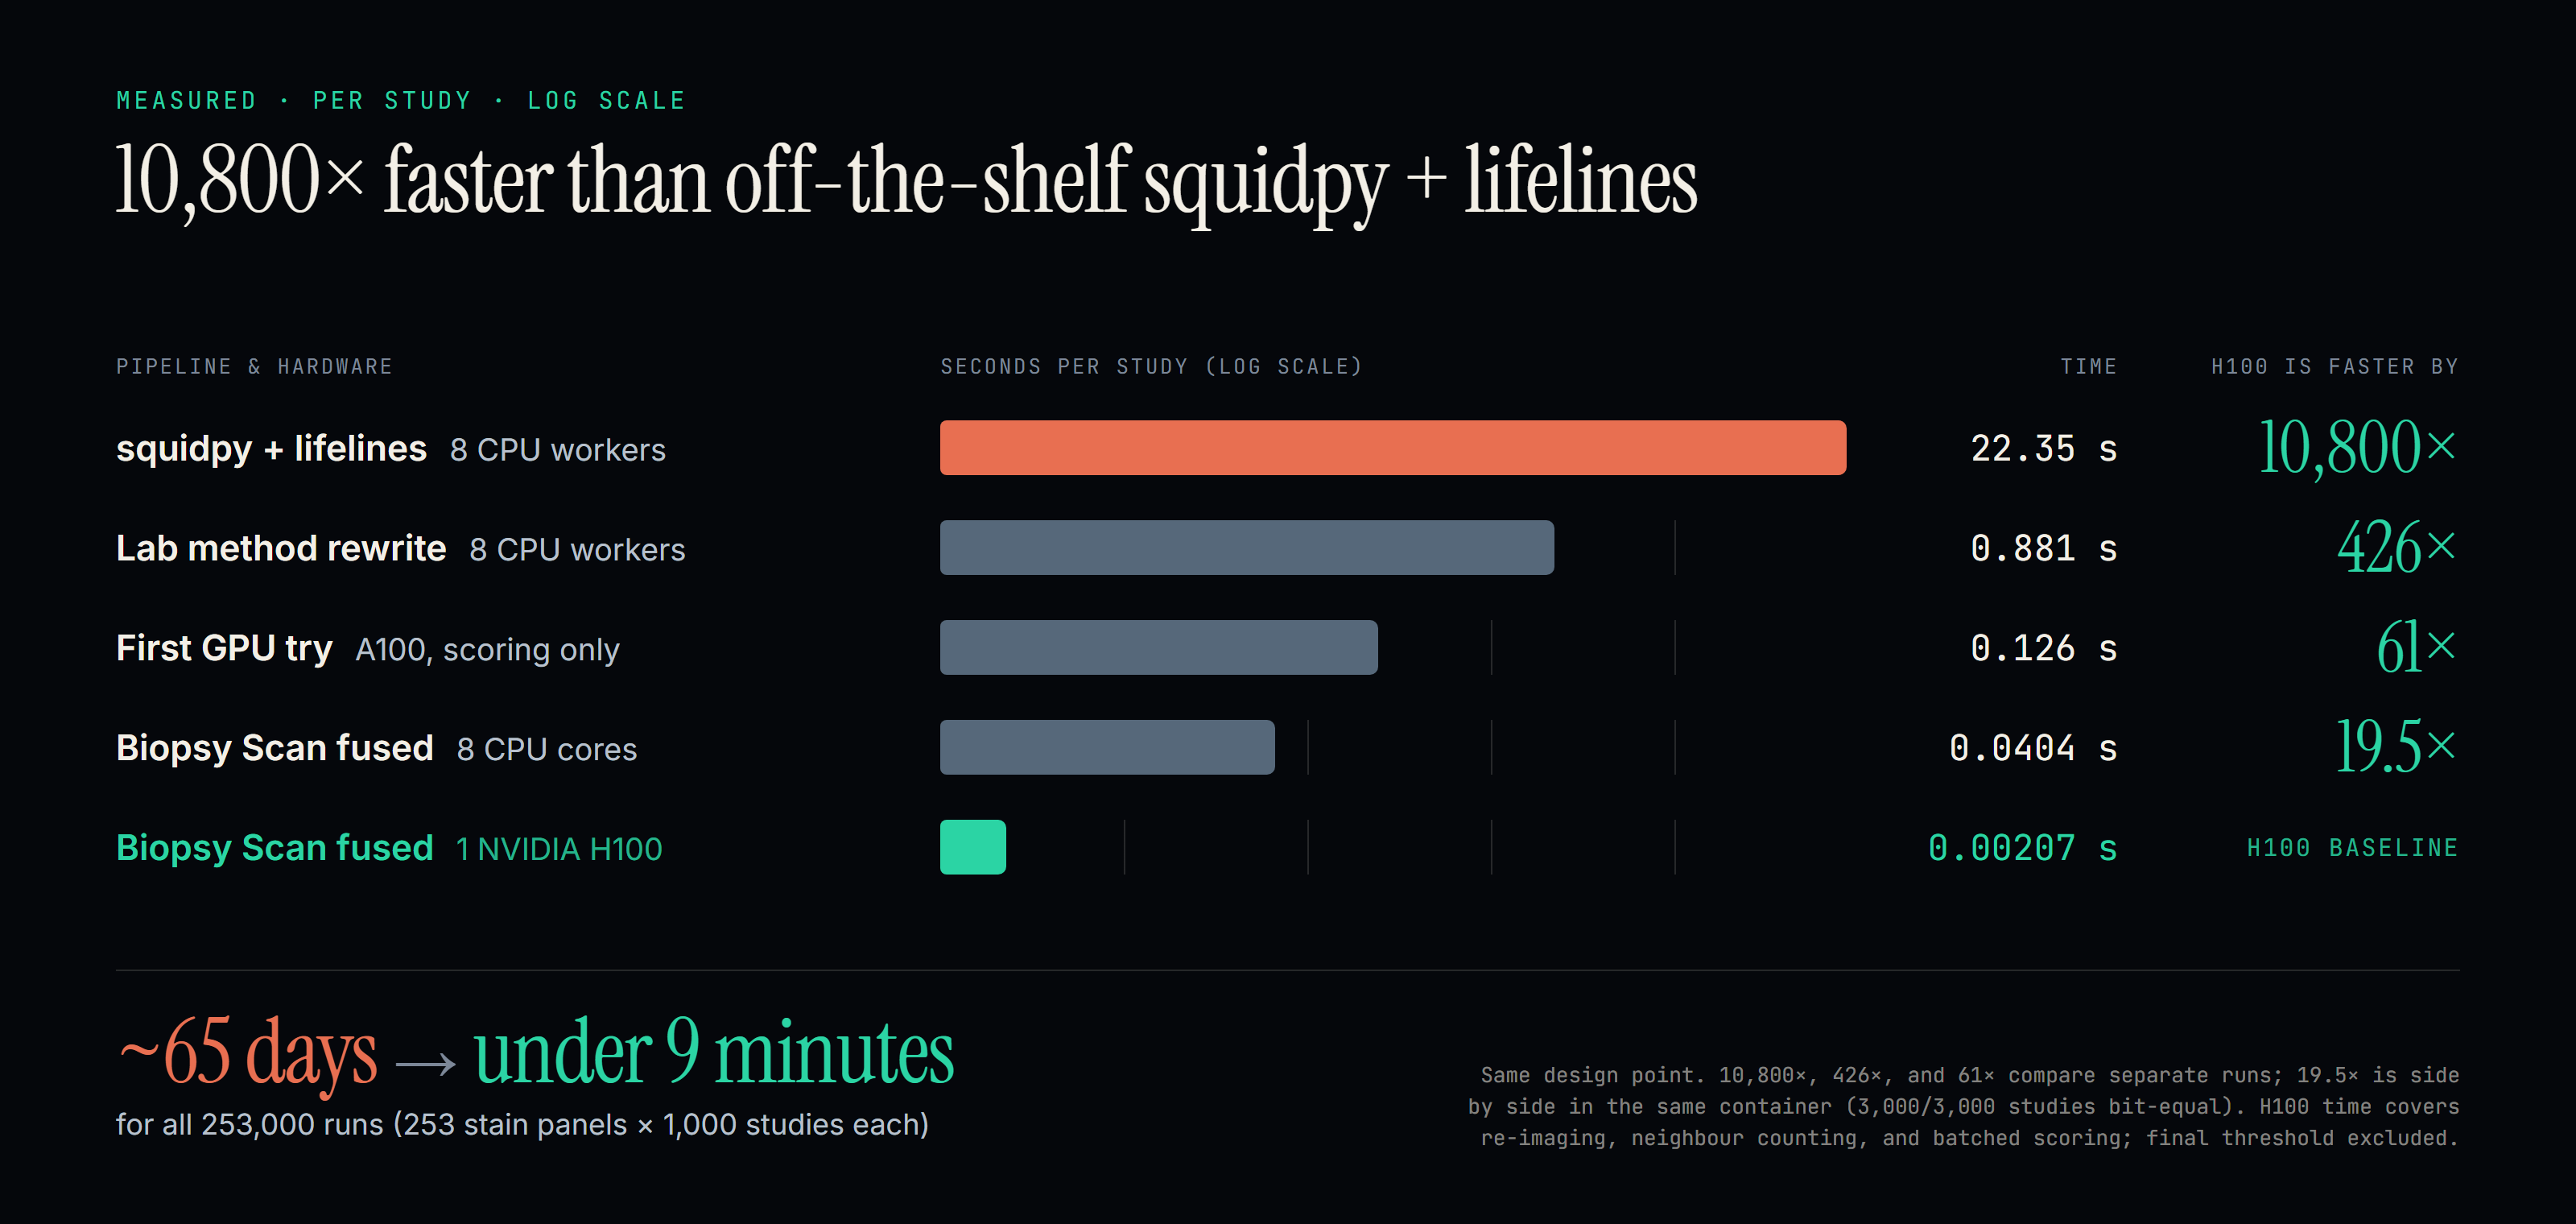 MEASURED · PER STUDY · LOG SCALE
10,800× faster than off-the-shelf squidpy + lifelines
PIPELINE & HARDWARE SECONDS PER STUDY (LOG SCALE) TIME H100 IS FASTER BY
squidpy + lifelines 8 CPU workers 22.35 s 10,800×
Lab method rewrite 8 CPU workers 0.881 s 426×
First GPU try A100, scoring only 0.126 s 61×
Biopsy Scan fused 8 CPU cores 0.0404 s 19.5×
Biopsy Scan fused 1 NVIDIA H100 0.00207 s H100 BASELINE
~65 days → under 9 minutes
for all 253,000 runs (253 stain panels × 1,000 studies each)
Same design point. 10,800×, 426×, and 61× compare separate runs; 19.5× is side
by side in the same container (3,000/3,000 studies bit-equal). H100 time covers
re-imaging, neighbour counting, and batched scoring; final threshold excluded.